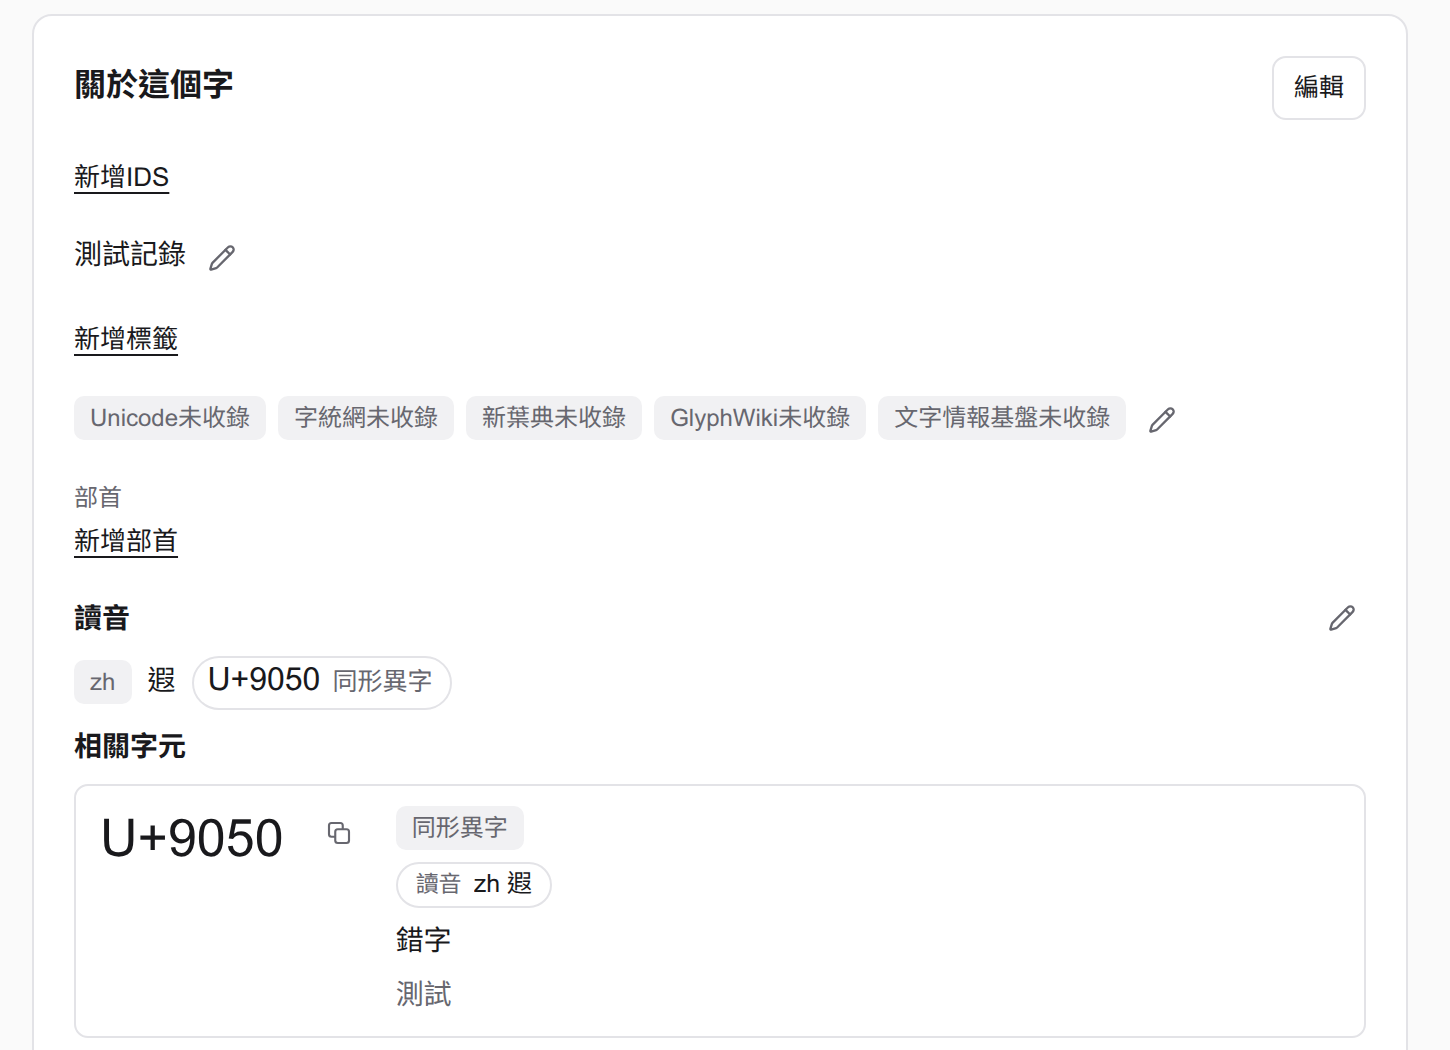 關於這個字
編輯
新增IDS
測試記錄
新增標籤
Unicode未收錄 字統網未收錄 新葉典未收錄 GlyphWiki未收錄 文字情報基盤未收錄
部首
新增部首
讀音
zh 遐 U+9050 同形異字
相關字元
U+9050 同形異字
讀音 zh 遐
錯字
測試